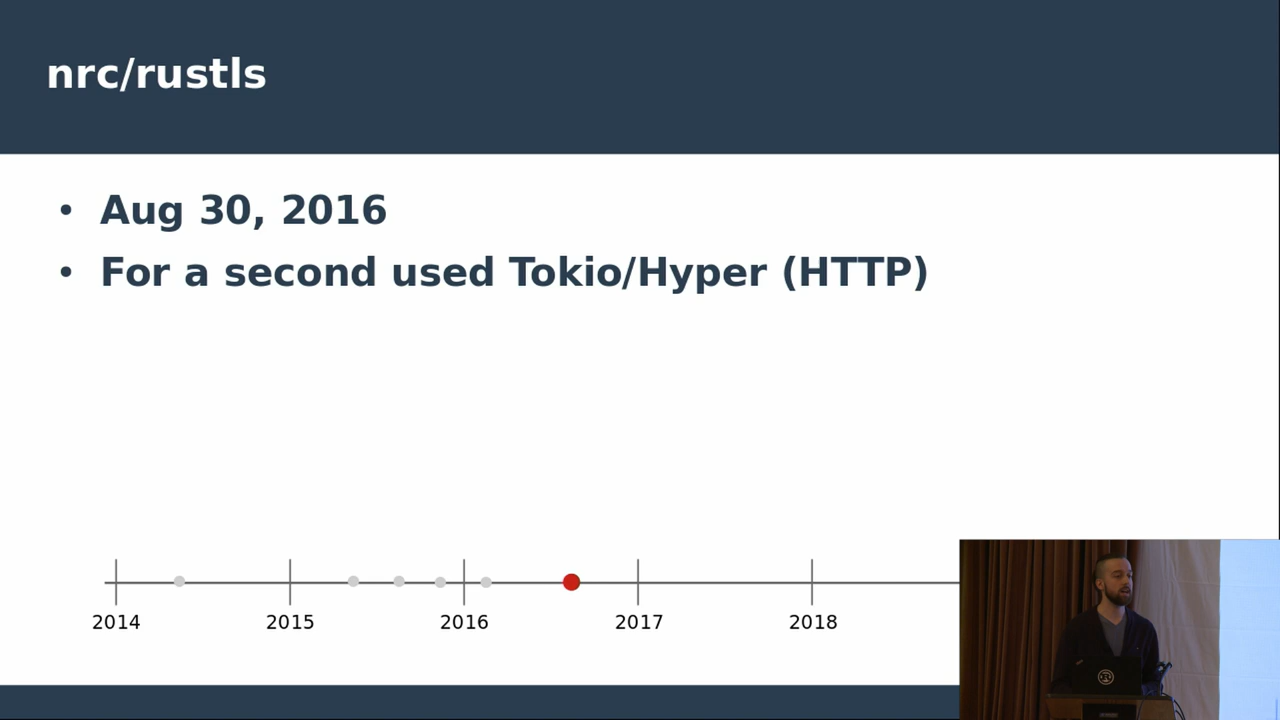 nrc/rustls
• Aug 30, 2016
• For a second used Tokio/Hyper (HTTP)
2014 2015 2016 2017 2018